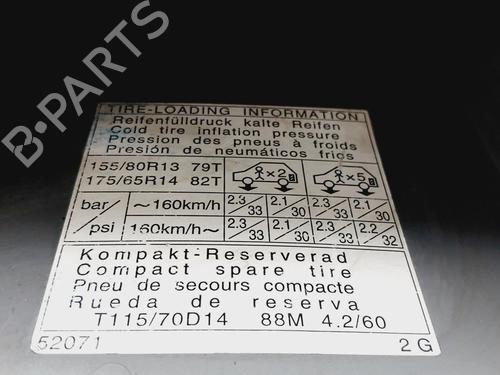 TIRE-LOADING INFORMATION
Reifenfülldruck kalte Reifen
Cold tire inflation pressure
Pression des pneus à froids
Presión de neumáticos frios
155/80R13 79T
175/65R14 82T
×2
×5
bar/ ~160km/h 2.3/33 2.1/30 2.3/33 2.1/30
/psi 160km/h~ 2.3/33 2.1/30 2.3/33 2.2/32
Kompakt-Reserverad
Compact spare tire
Pneu de secours compacte
Rueda de reserva
T115/70D14 88M 4.2/60
52071 2G
B-PARTS